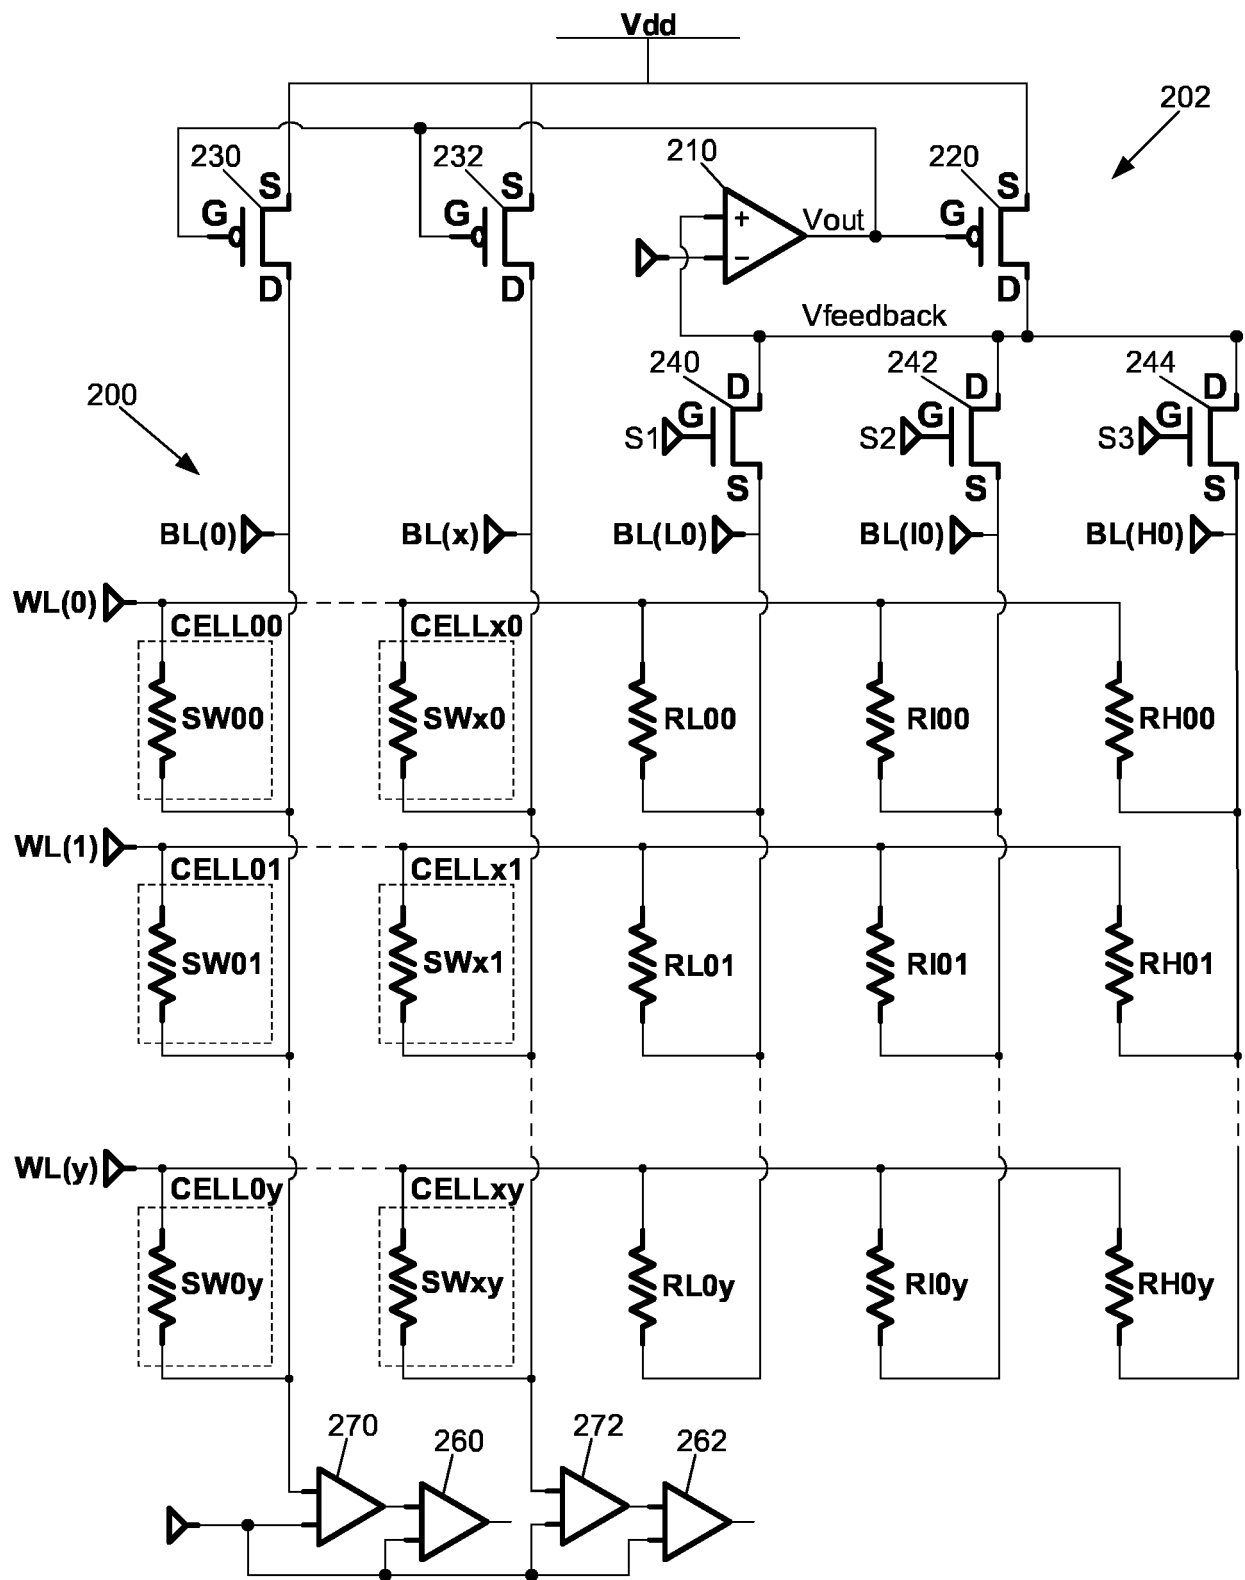 Vdd
202
230
232
210
220
S
S
S
G
G
+
Vout
G
−
D
D
D
Vfeedback
200
240
242
244
D
D
D
G
G
G
S1
S2
S3
S
S
S
BL(0)
BL(x)
BL(L0)
BL(I0)
BL(H0)
WL(0)
CELL00
CELLx0
SW00
SWx0
RL00
RI00
RH00
WL(1)
CELL01
CELLx1
SW01
SWx1
RL01
RI01
RH01
WL(y)
CELL0y
CELLxy
SW0y
SWxy
RL0y
RI0y
RH0y
270
260
272
262